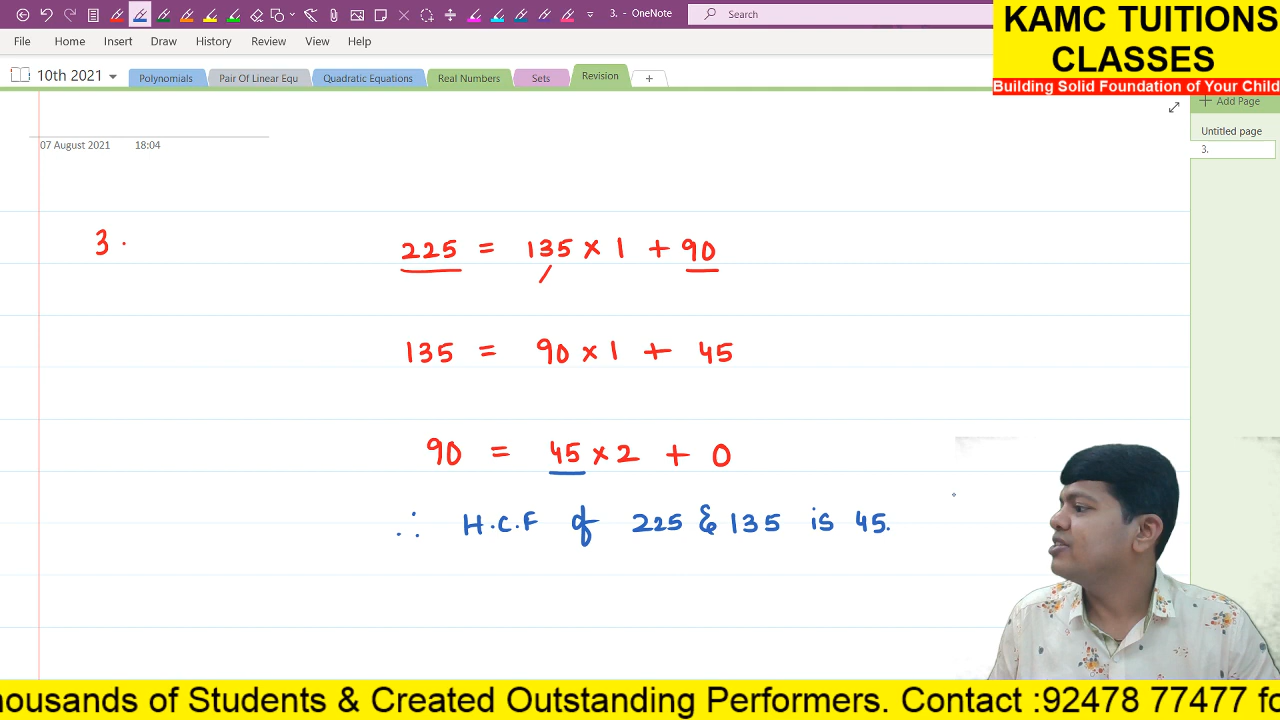 3. - OneNote
Search
KAMC TUITIONS
CLASSES
Building Solid Foundation of Your Child
File Home Insert Draw History Review View Help
10th 2021
Polynomials
Pair Of Linear Equ
Quadratic Equations
Real Numbers
Sets
Revision
+
+ Add Page
Untitled page
3.
07 August 2021 18:04
3.
225 = 135 × 1 + 90
135 = 90 × 1 + 45
90 = 45 × 2 + 0
∴ H.C.F of 225 & 135 is 45.
housands of Students & Created Outstanding Performers. Contact :92478 77477 fo